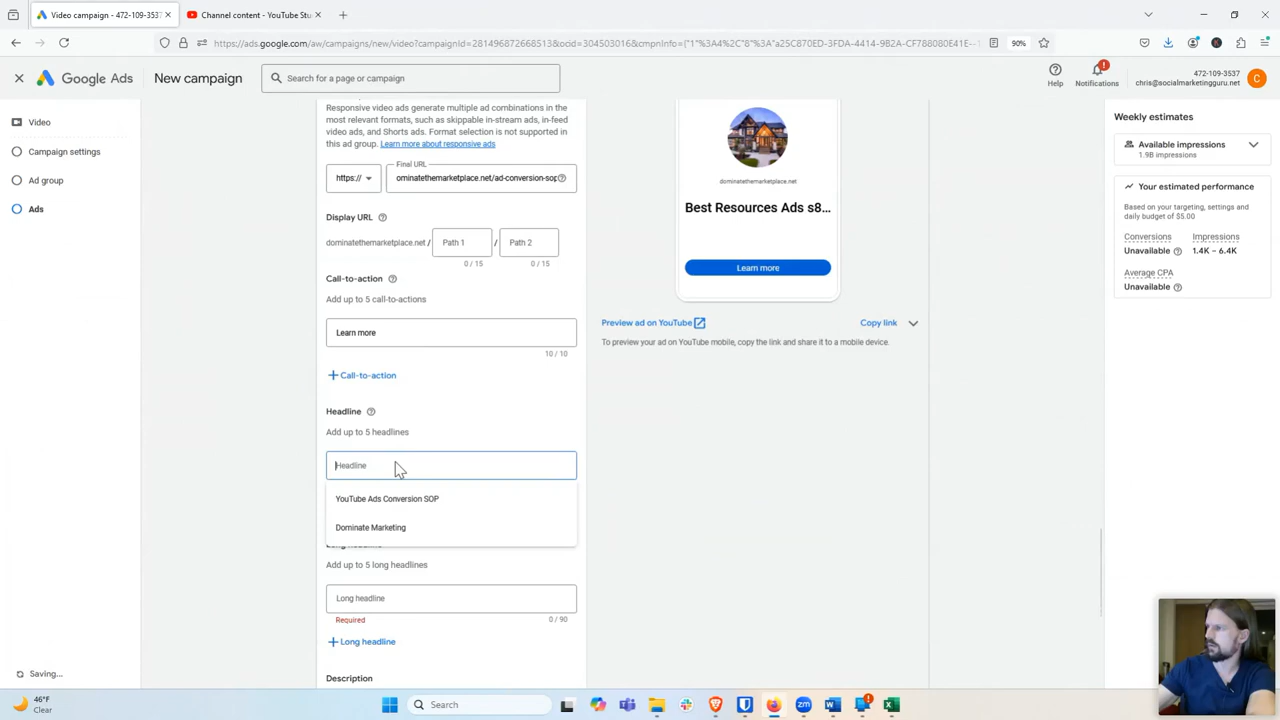 Video campaign - 472-109-3537
Channel content - YouTube Stu
https://ads.google.com/aw/campaigns/new/video?campaignId=281496562668513&ocid=304503016&cmpnInfo={"1"%3A4%2C"8"%3A"a25C870ED-3FDA-4414-9B2A-CF788080E41E--1
90%
Google Ads
New campaign
Search for a page or campaign
Help
Notifications
1
472-109-3537
chris@socialmarketingguru.net
C
Video
Campaign settings
Ad group
Ads
Responsive video ads generate multiple ad combinations in the
most relevant formats, such as skippable in-stream ads, in-feed
video ads, and Shorts ads. Format selection is not supported in
this ad group. Learn more about responsive ads
https://
Final URL
ominatethemarketplace.net/ad-conversion-sop
Display URL
dominatethemarketplace.net /
Path 1
/
Path 2
0 / 15
0 / 15
Call-to-action
Add up to 5 call-to-actions
Learn more
10 / 10
Call-to-action
Headline
Add up to 5 headlines
Headline
YouTube Ads Conversion SOP
Dominate Marketing
Add up to 5 long headlines
Long headline
Required
0 / 90
Long headline
Description
Saving...
dominatethemarketplace.net
Best Resources Ads s8...
Learn more
Preview ad on YouTube
Copy link
To preview your ad on YouTube mobile, copy the link and share it to a mobile device.
Weekly estimates
Available impressions
1.9B impressions
Your estimated performance
Based on your targeting, settings and
daily budget of $5.00
Conversions
Impressions
Unavailable
1.4K – 6.4K
Average CPA
Unavailable
46°F
Clear
Search